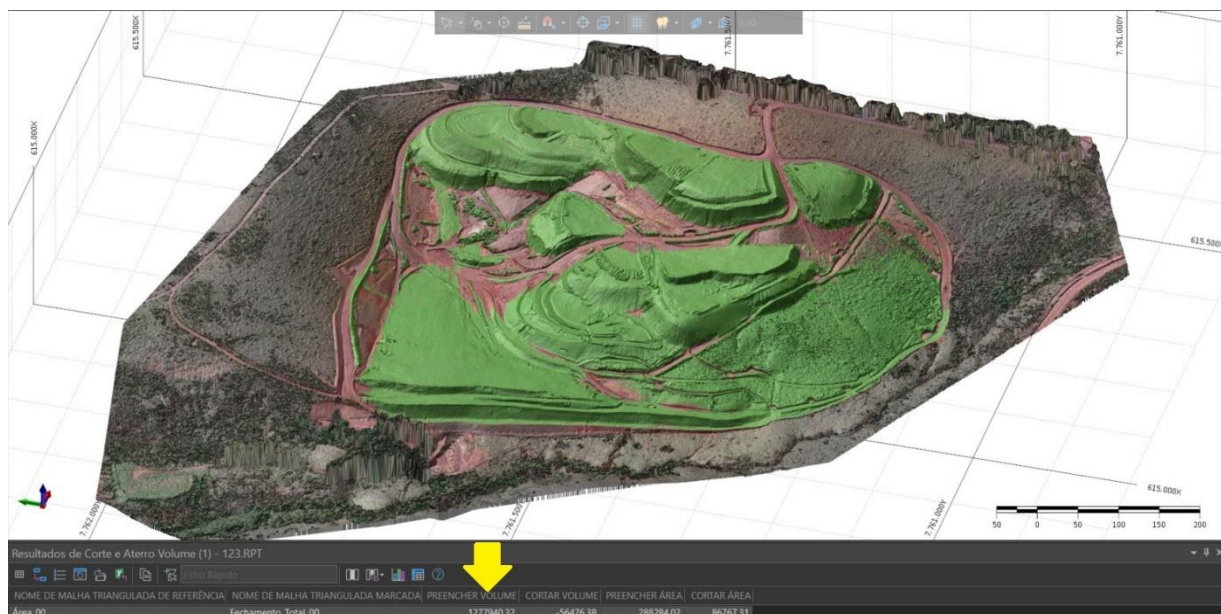 615.500X
7.761.500Y
7.761.000Y
615.000X
615.500X
7.762.000Y
7.761.500Y
7.761.000Y
615.000X
50 0 50 100 150 200
Resultados de Corte e Aterro Volume (1) - 123.RPT
Filtro Rápido
NOME DE MALHA TRIANGULADA DE REFERÊNCIA NOME DE MALHA TRIANGULADA MARCADA PREENCHER VOLUME CORTAR VOLUME PREENCHER ÁREA CORTAR ÁREA
Área_00 Fechamento_Total_00 1277940.32 -56476.38 288284.02 86767.31